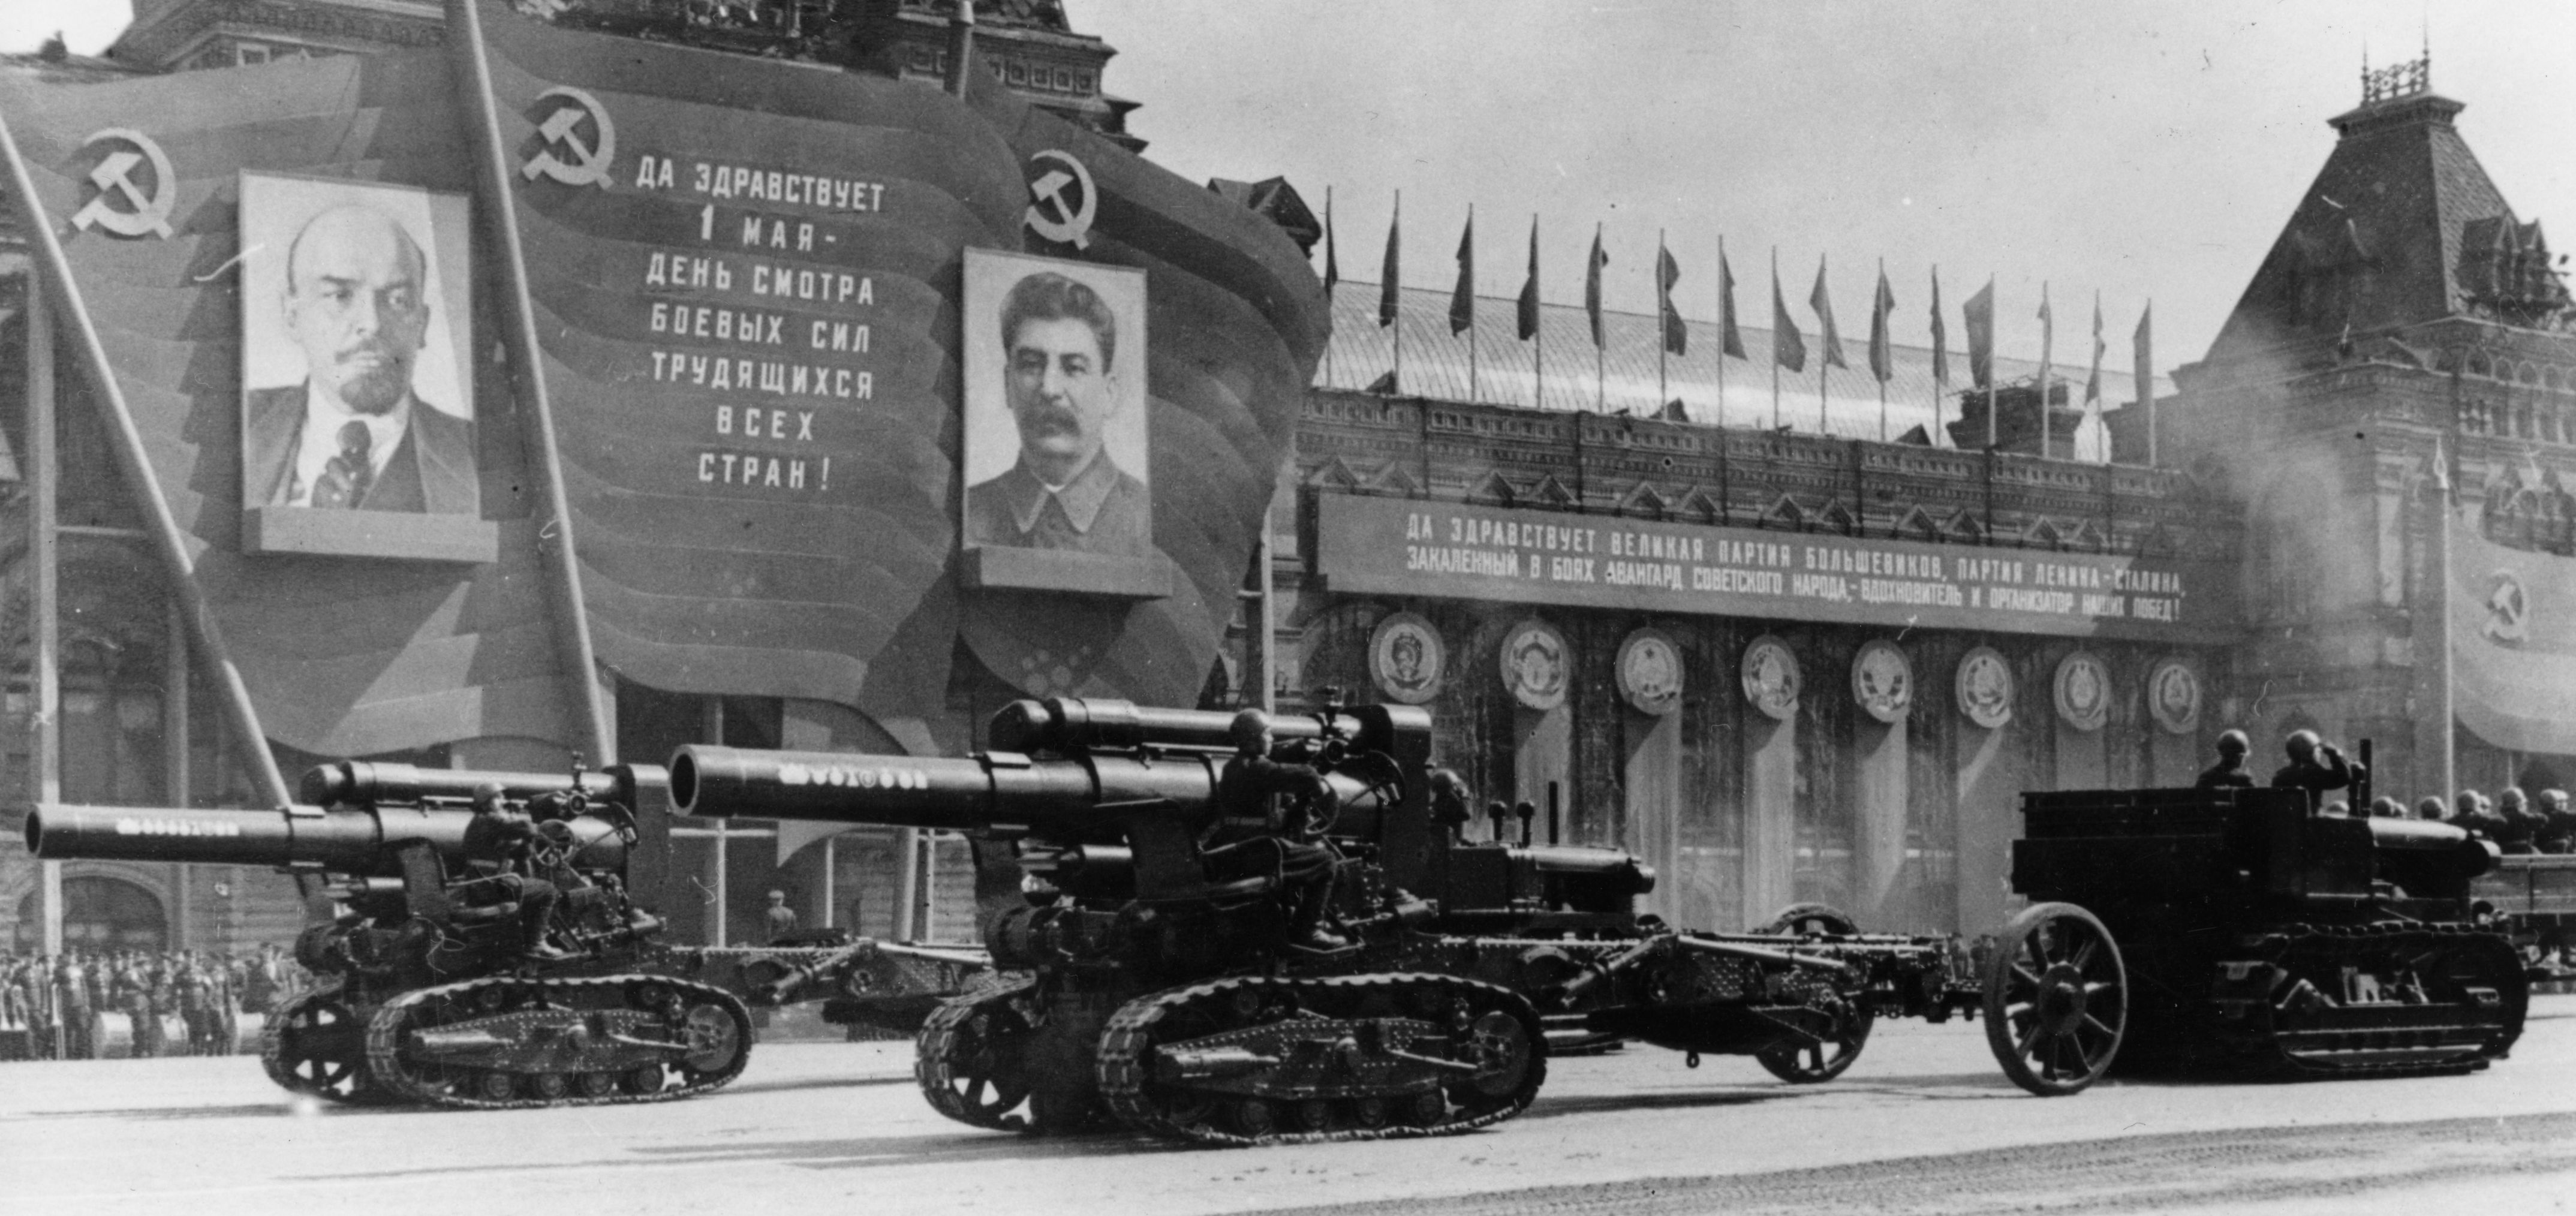 ДА ЗДРАВСТВУЕТ
1 МАЯ-
ДЕНЬ СМОТРА
БОЕВЫХ СИЛ
ТРУДЯЩИХСЯ
ВСЕХ
СТРАН!
ДА ЗДРАВСТВУЕТ ВЕЛИКАЯ ПАРТИЯ БОЛЬШЕВИКОВ, ПАРТИЯ ЛЕНИНА-СТАЛИНА,
ЗАКАЛЕННЫЙ В БОЯХ АВАНГАРД СОВЕТСКОГО НАРОДА,- ВДОХНОВИТЕЛЬ И ОРГАНИЗАТОР НАШИХ ПОБЕД!